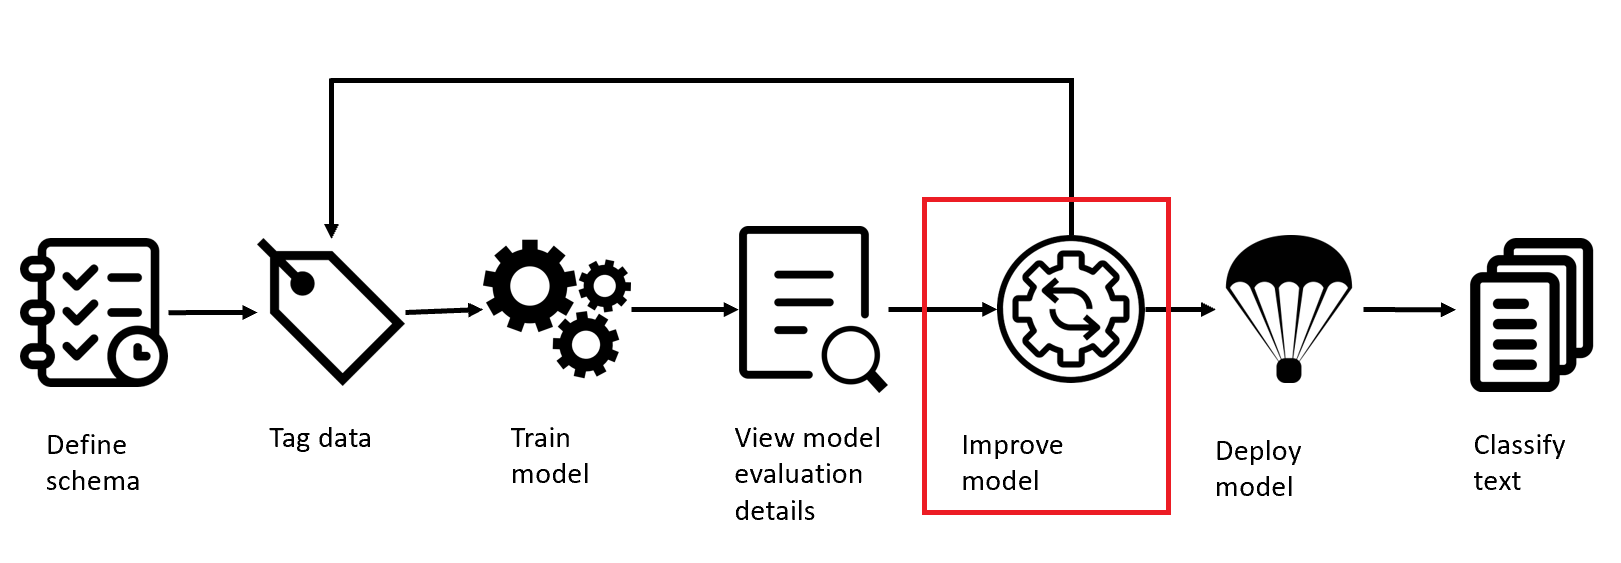 Define
schema
Tag data
Train
model
View model
evaluation
details
Improve
model
Deploy
model
Classify
text